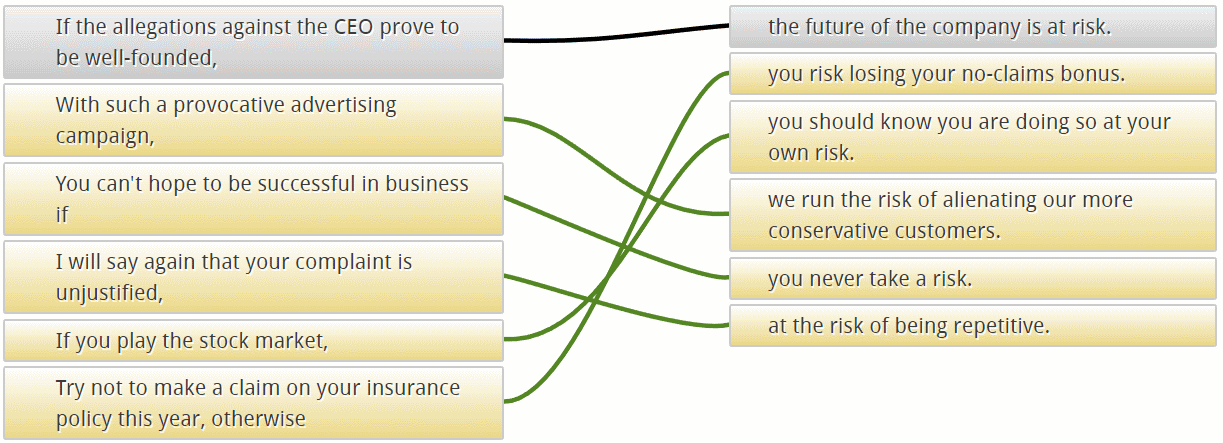 If the allegations against the CEO prove to
be well-founded,
With such a provocative advertising
campaign,
You can't hope to be successful in business
if
I will say again that your complaint is
unjustified,
If you play the stock market,
Try not to make a claim on your insurance
policy this year, otherwise
the future of the company is at risk.
you risk losing your no-claims bonus.
you should know you are doing so at your
own risk.
we run the risk of alienating our more
conservative customers.
you never take a risk.
at the risk of being repetitive.